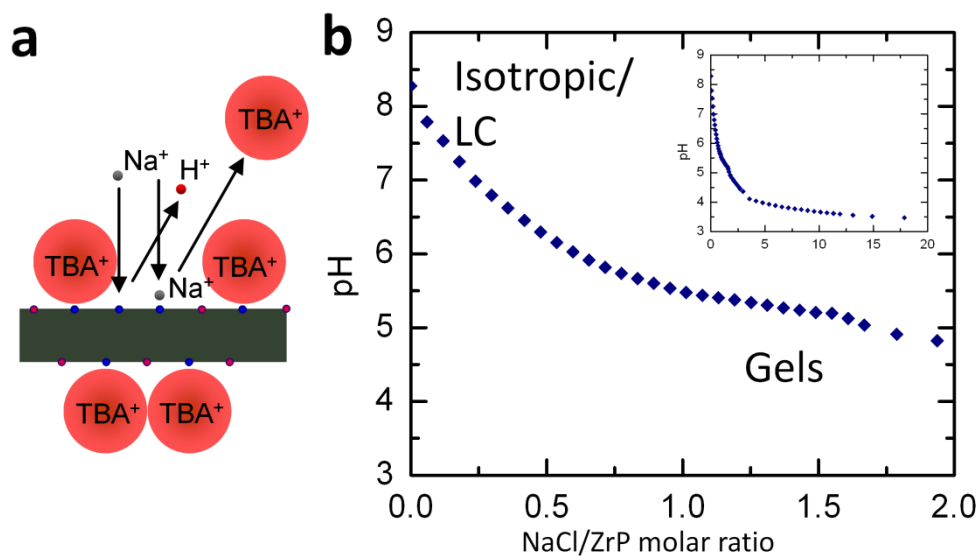 a
TBA⁺
Na⁺
H⁺
TBA⁺
TBA⁺
Na⁺
TBA⁺
TBA⁺
b
9
8
7
6
5
4
3
pH
Isotropic/
LC
Gels
0.0
0.5
1.0
1.5
2.0
NaCl/ZrP molar ratio
9
8
7
6
5
4
3
pH
0
5
10
15
20